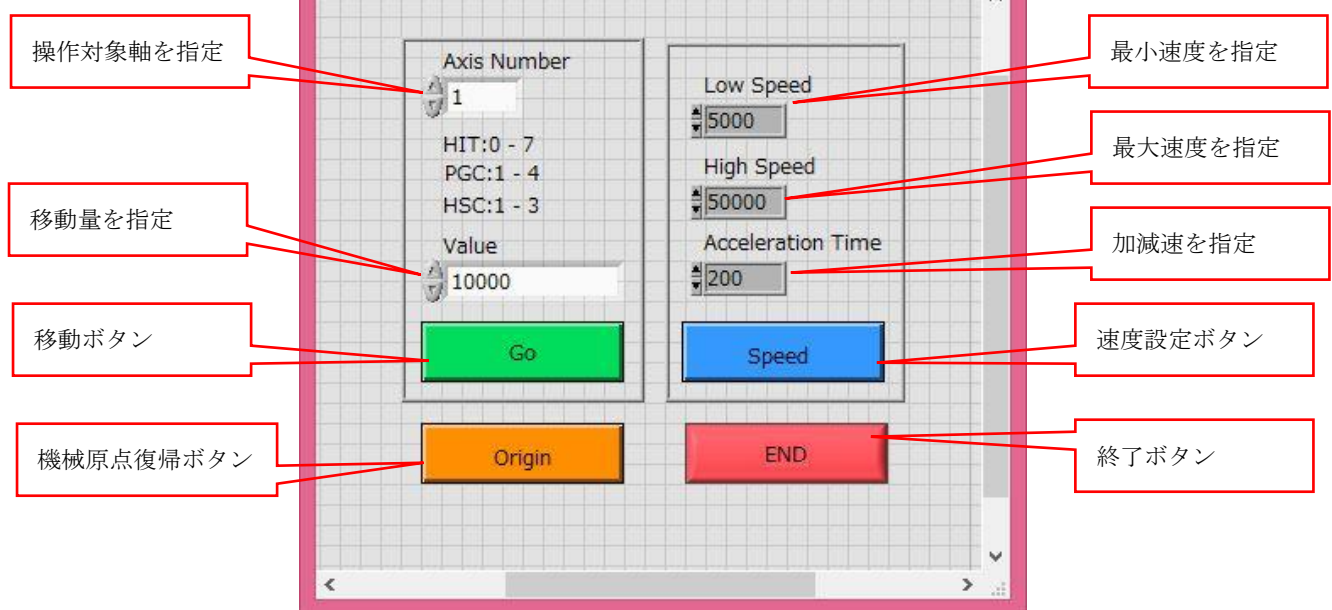 操作対象軸を指定
移動量を指定
移動ボタン
機械原点復帰ボタン
Axis Number
1
HIT:0 - 7
PGC:1 - 4
HSC:1 - 3
Value
10000
Go
Origin
Low Speed
5000
High Speed
50000
Acceleration Time
200
Speed
END
最小速度を指定
最大速度を指定
加減速を指定
速度設定ボタン
終了ボタン